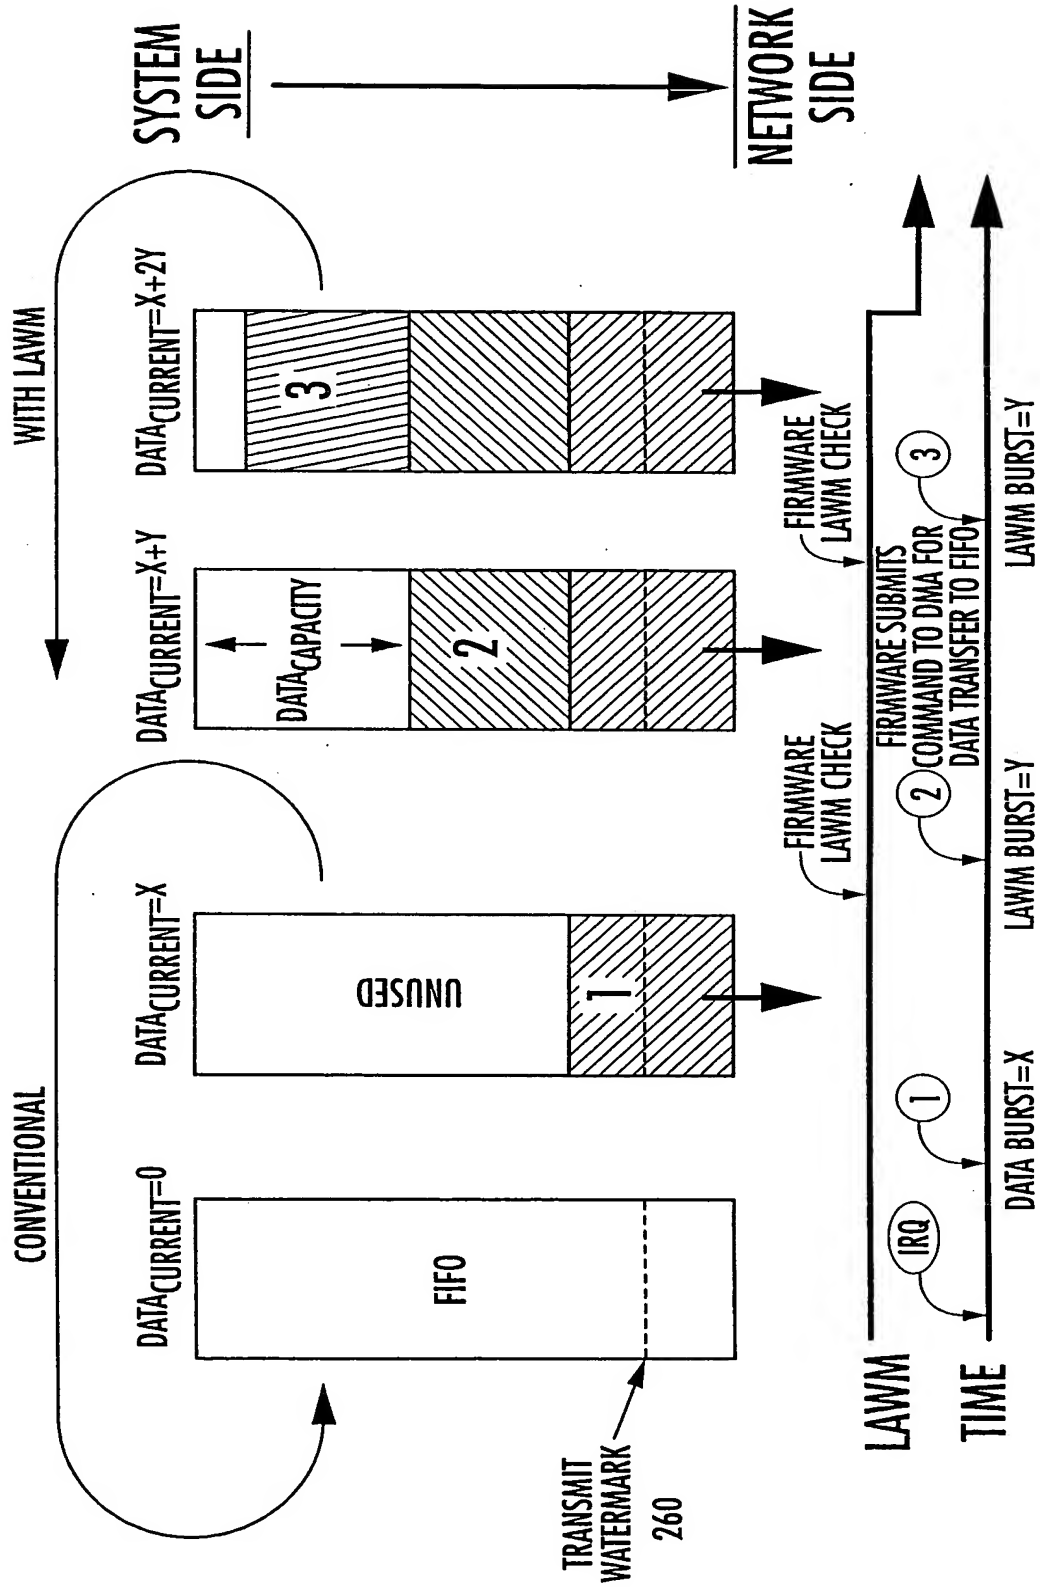 CONVENTIONAL
WITH LAWM
DATACURRENT=0
DATACURRENT=X
DATACURRENT=X+Y
DATACURRENT=X+2Y
SYSTEM
SIDE
FIFO
UNUSED
1
DATACAPACITY
2
3
NETWORK
SIDE
TRANSMIT
WATERMARK
260
FIRMWARE
LAWM CHECK
FIRMWARE
LAWM CHECK
LAWM
FIRMWARE SUBMITS
COMMAND TO DMA FOR
DATA TRANSFER TO FIFO
IRQ
1
2
3
TIME
DATA BURST=X
LAWM BURST=Y
LAWM BURST=Y